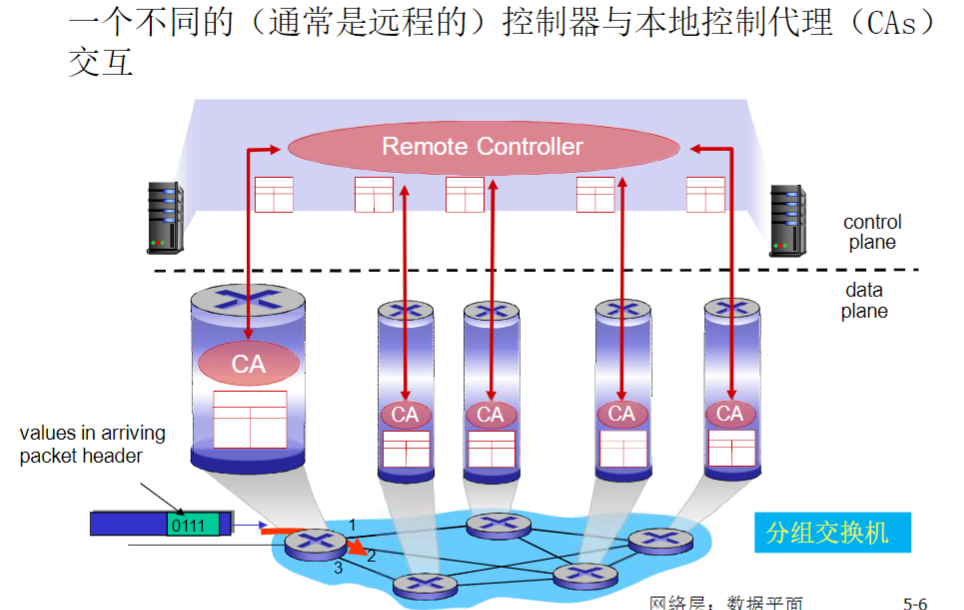 一个不同的（通常是远程的）控制器与本地控制代理（CAs）
交互
Remote Controller
control
plane
data
plane
CA
CA
CA
CA
CA
values in arriving
packet header
0111
1
2
3
分组交换机
网络层：数据平面
5-6